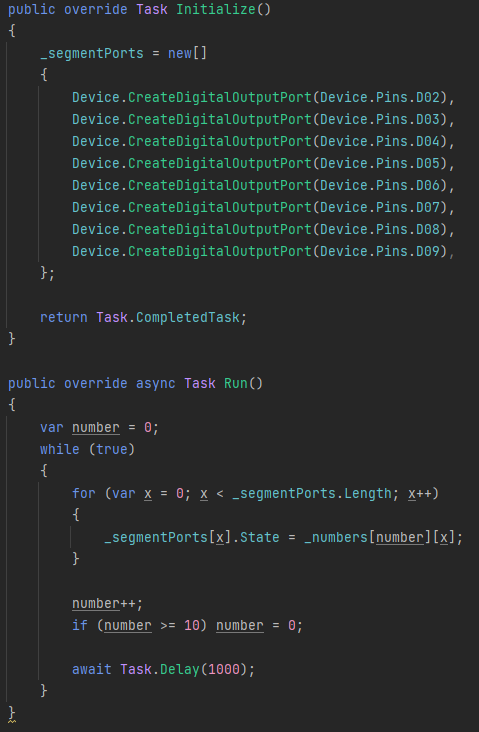 public override Task Initialize()
{
    _segmentPorts = new[]
    {
        Device.CreateDigitalOutputPort(Device.Pins.D02),
        Device.CreateDigitalOutputPort(Device.Pins.D03),
        Device.CreateDigitalOutputPort(Device.Pins.D04),
        Device.CreateDigitalOutputPort(Device.Pins.D05),
        Device.CreateDigitalOutputPort(Device.Pins.D06),
        Device.CreateDigitalOutputPort(Device.Pins.D07),
        Device.CreateDigitalOutputPort(Device.Pins.D08),
        Device.CreateDigitalOutputPort(Device.Pins.D09),
    };

    return Task.CompletedTask;
}

public override async Task Run()
{
    var number = 0;
    while (true)
    {
        for (var x = 0; x < _segmentPorts.Length; x++)
        {
            _segmentPorts[x].State = _numbers[number][x];
        }

        number++;
        if (number >= 10) number = 0;

        await Task.Delay(1000);
    }
}